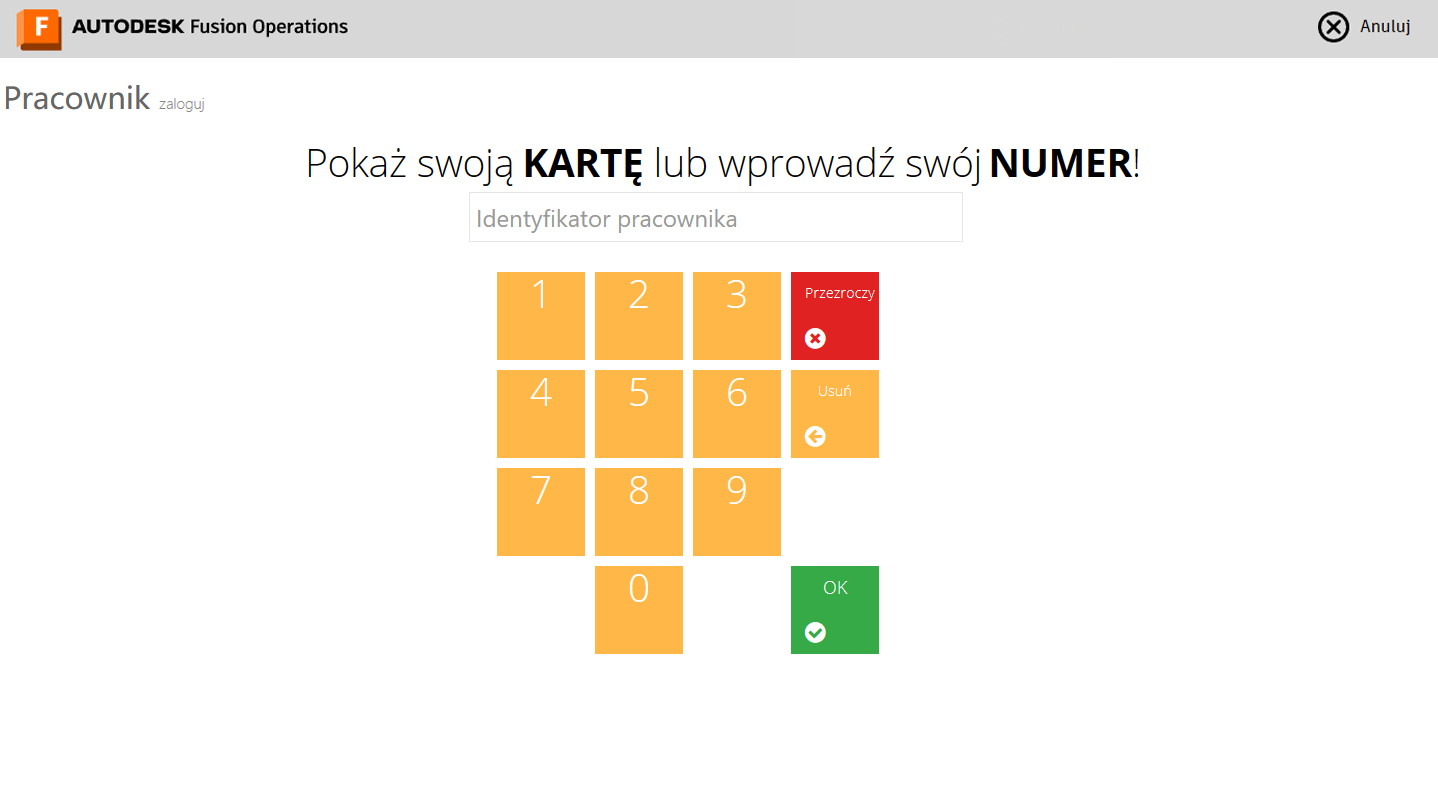 F AUTODESK Fusion Operations
Anuluj
Pracownik zaloguj
Pokaż swoją KARTĘ lub wprowadź swój NUMER!
Identyfikator pracownika
1 2 3 Przezroczy
4 5 6 Usuń
7 8 9
0 OK